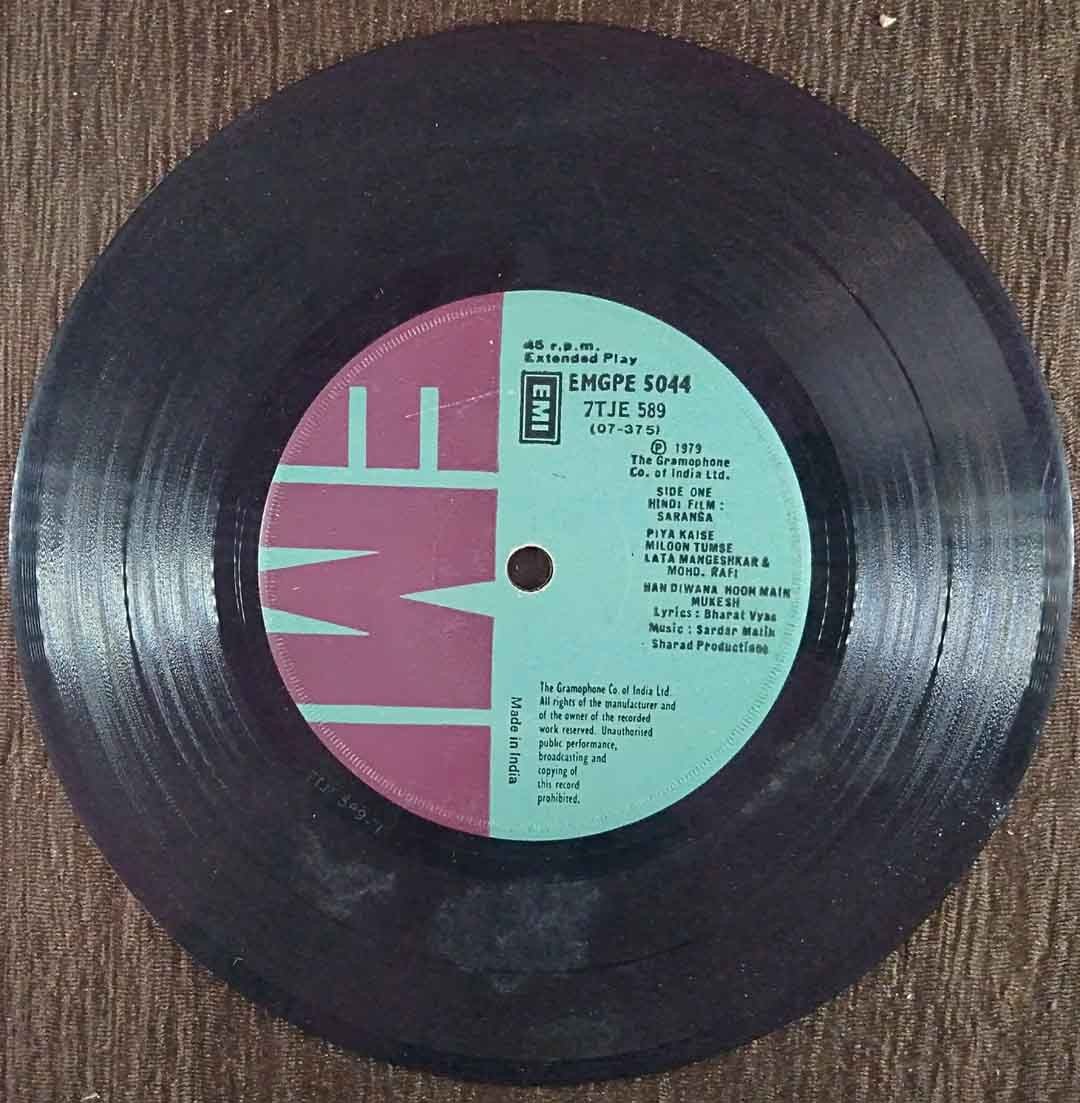 45 r.p.m.
Extended Play
EMI
EMGPE 5044
7TJE 589
(07-375)
Ⓟ 1979
The Gramophone
Co. of India Ltd.
SIDE ONE
HINDI FILM :
SARANGA
PIYA KAISE
MILOON TUMSE
LATA MANGESHKAR &
MOHD. RAFI
HAN DIWANA HOON MAIN
MUKESH
Lyrics : Bharat Vyas
Music : Sardar Malik
Sharad Productions
The Gramophone Co. of India Ltd.
All rights of the manufacturer and
of the owner of the recorded
work reserved. Unauthorised
public performance,
broadcasting and
copying of
this record
prohibited.
Made in India
EMI